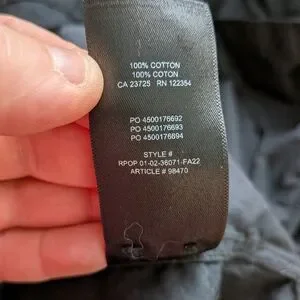 100% COTTON
100% COTON
CA 23725 RN 122354
PO 4500176692
PO 4500176693
PO 4500176694
STYLE #
RPOP 01-02-36071-FA22
ARTICLE # 98470